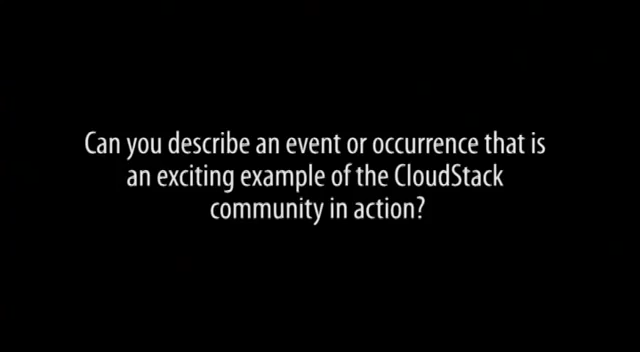 Can you describe an event or occurrence that is
an exciting example of the CloudStack
community in action?